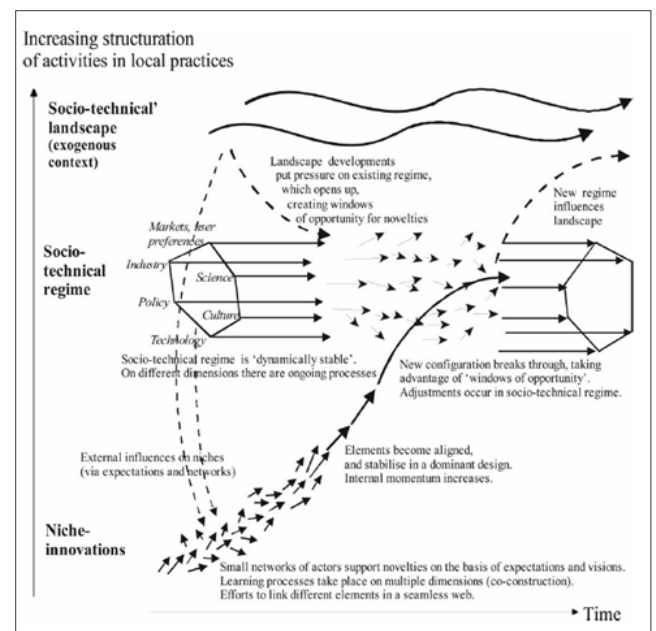 Increasing structuration
of activities in local practices
Socio-technical’
landscape
(exogenous
context)
Landscape developments
put pressure on existing regime,
which opens up,
creating windows
of opportunity for novelties
New regime
influences
landscape
Markets, user
preferences
Industry
Science
Policy
Culture
Technology
Socio-
technical
regime
Socio-technical regime is ‘dynamically stable’.
On different dimensions there are ongoing processes
New configuration breaks through, taking
advantage of ‘windows of opportunity’.
Adjustments occur in socio-technical regime.
External influences on niches
(via expectations and networks)
Elements become aligned,
and stabilise in a dominant design.
Internal momentum increases.
Niche-
innovations
Small networks of actors support novelties on the basis of expectations and visions.
Learning processes take place on multiple dimensions (co-construction).
Efforts to link different elements in a seamless web.
Time